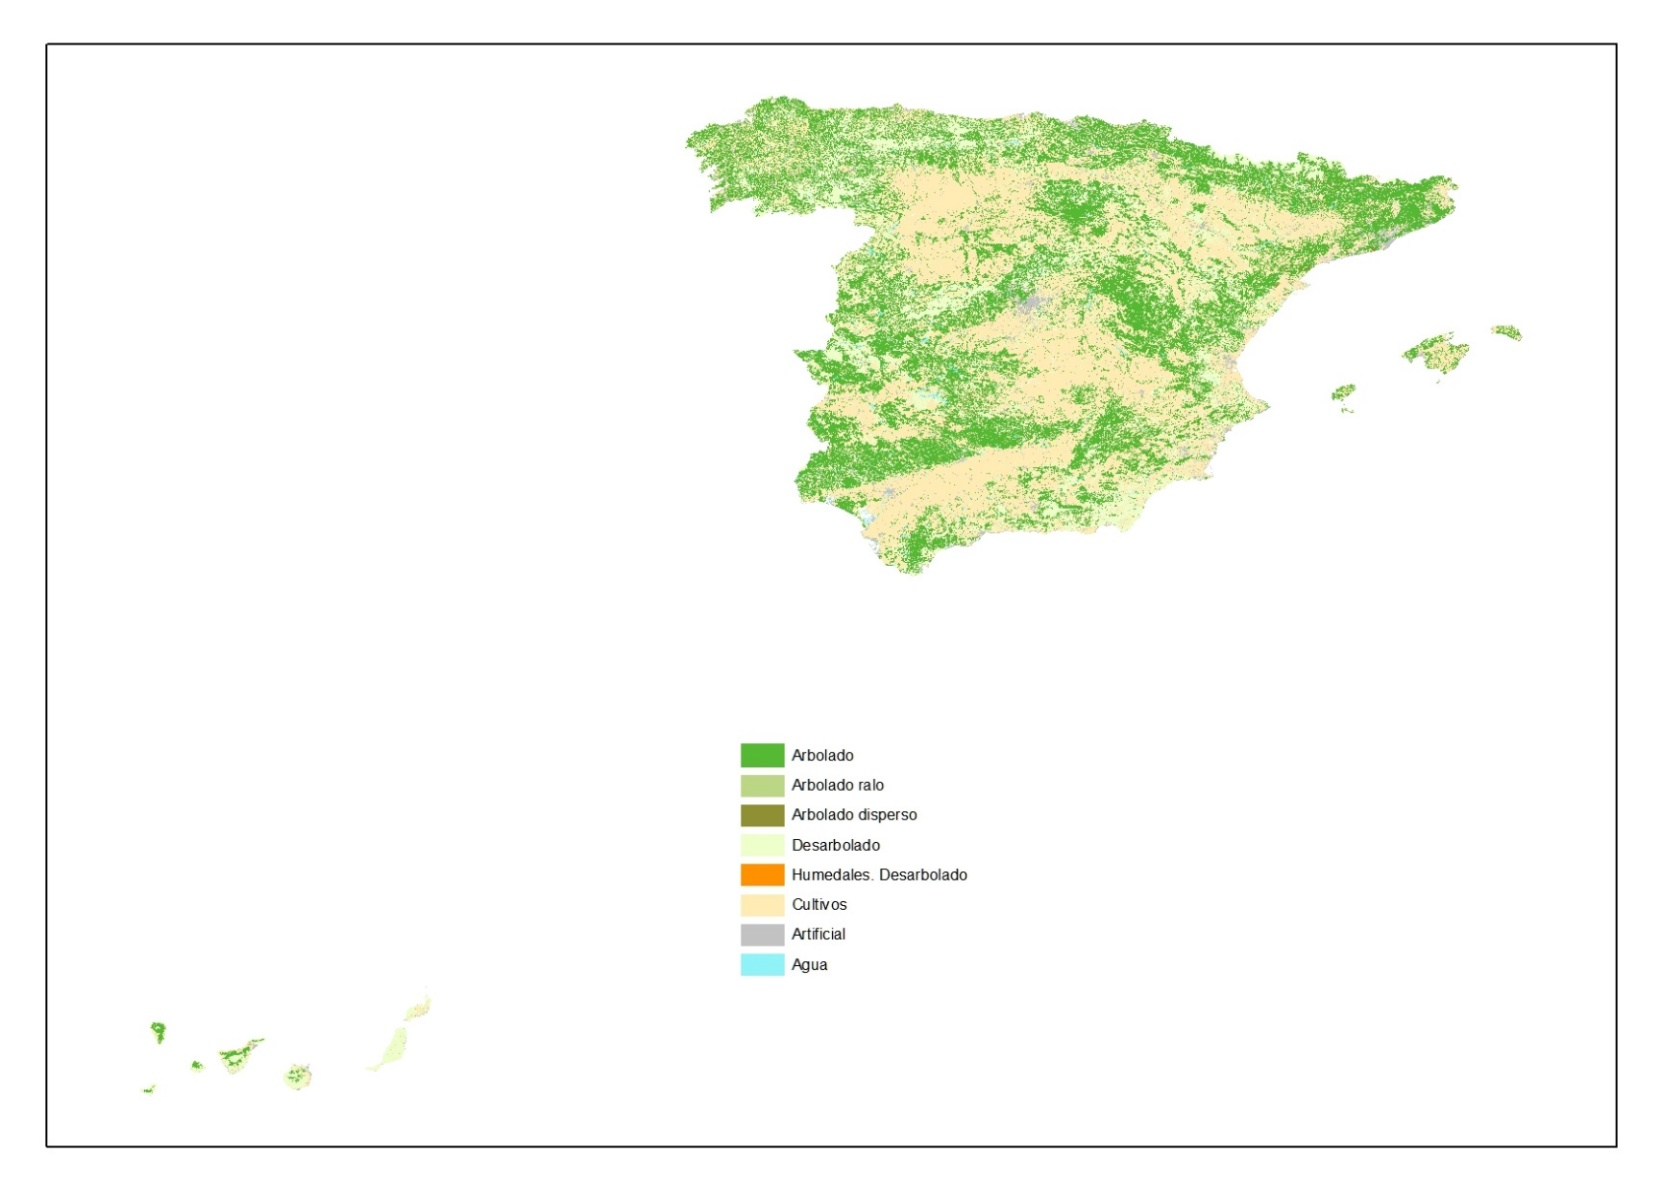 Arbolado
Arbolado ralo
Arbolado disperso
Desarbolado
Humedales. Desarbolado
Cultivos
Artificial
Agua